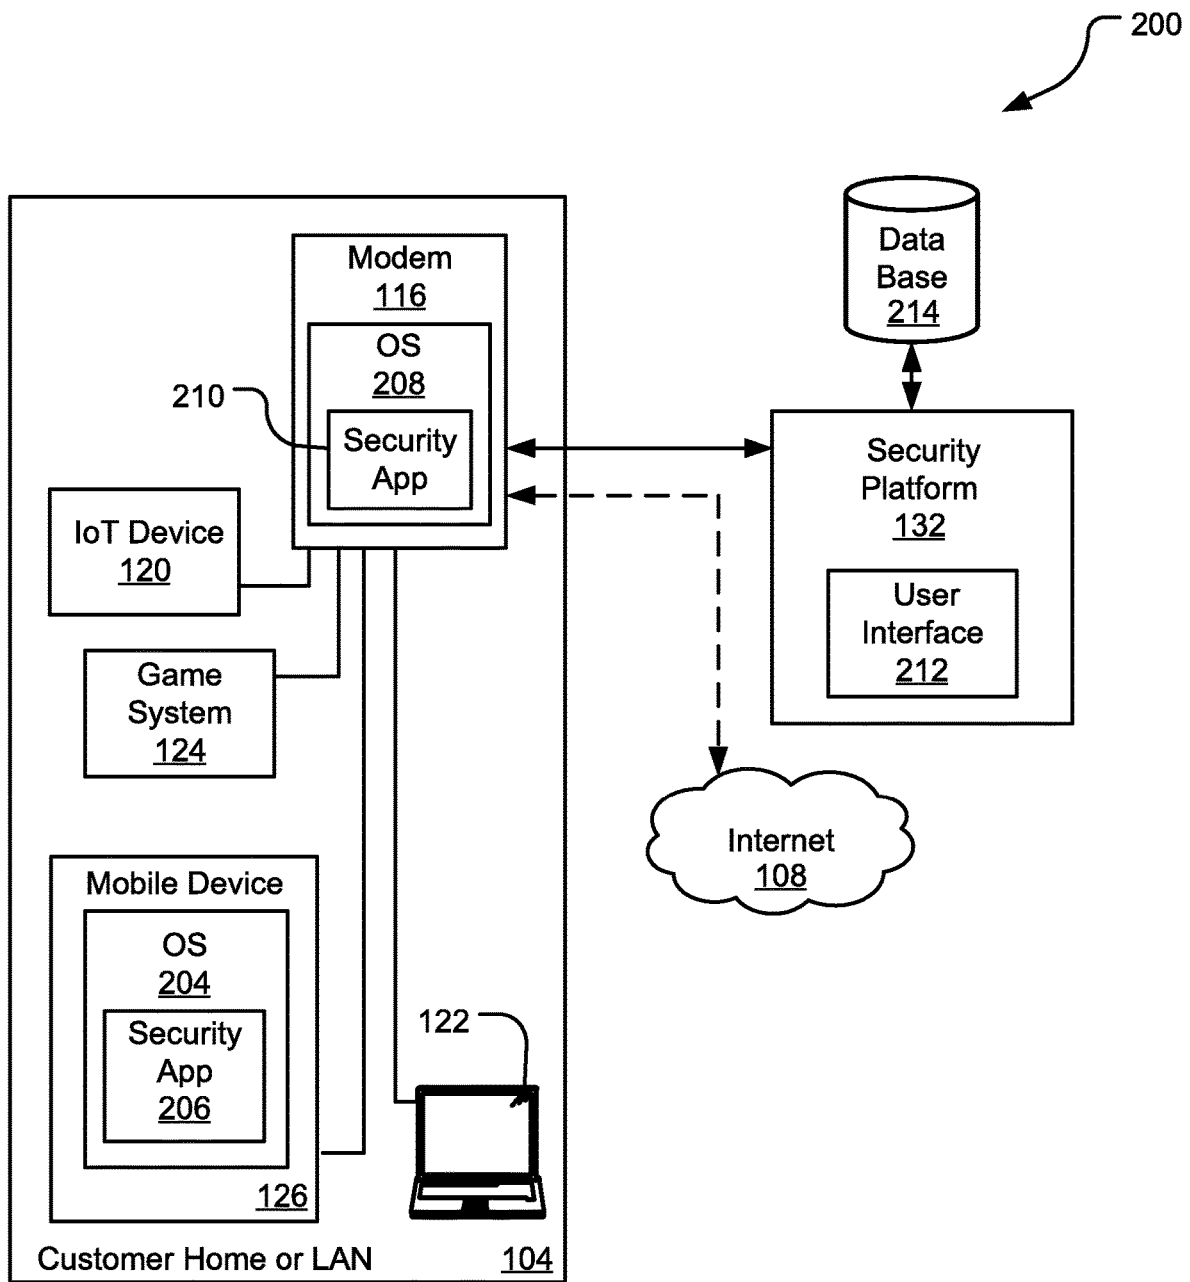 200
Data
Base
214
Modem
116
OS
208
210
Security
App
Security
Platform
132
User
Interface
212
IoT Device
120
Game
System
124
Internet
108
Mobile Device
OS
204
Security
App
206
126
122
Customer Home or LAN
104